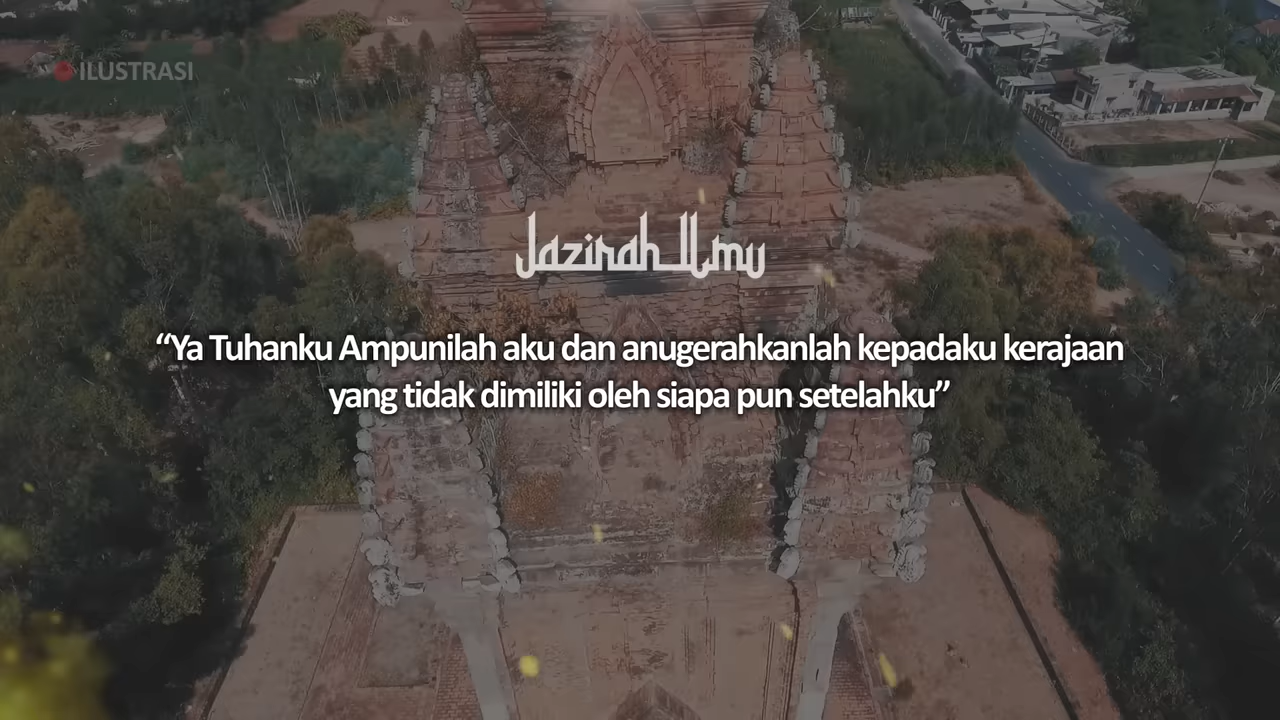 ILUSTRASI
Jazirah Ilmu
“Ya Tuhanku Ampunilah aku dan anugerahkanlah kepadaku kerajaan
yang tidak dimiliki oleh siapa pun setelahku”